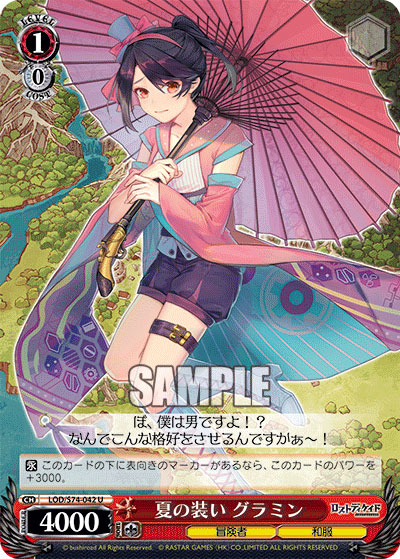 LEVEL
1
0
COST
SAMPLE
ぼ、僕は男ですよ！？
なんでこんな格好をさせるんですかぁ～！
永 このカードの下に表向きのマーカーがあるなら、このカードのパワーを
+3000。
CH LOD/S74-042 U
4000
夏の装い グラミン
冒険者 和服
ロストディケイド
© bushiroad All Rights Reserved. © RASTAR GAMES (HK) CO.,LIMITED All rights reserved.